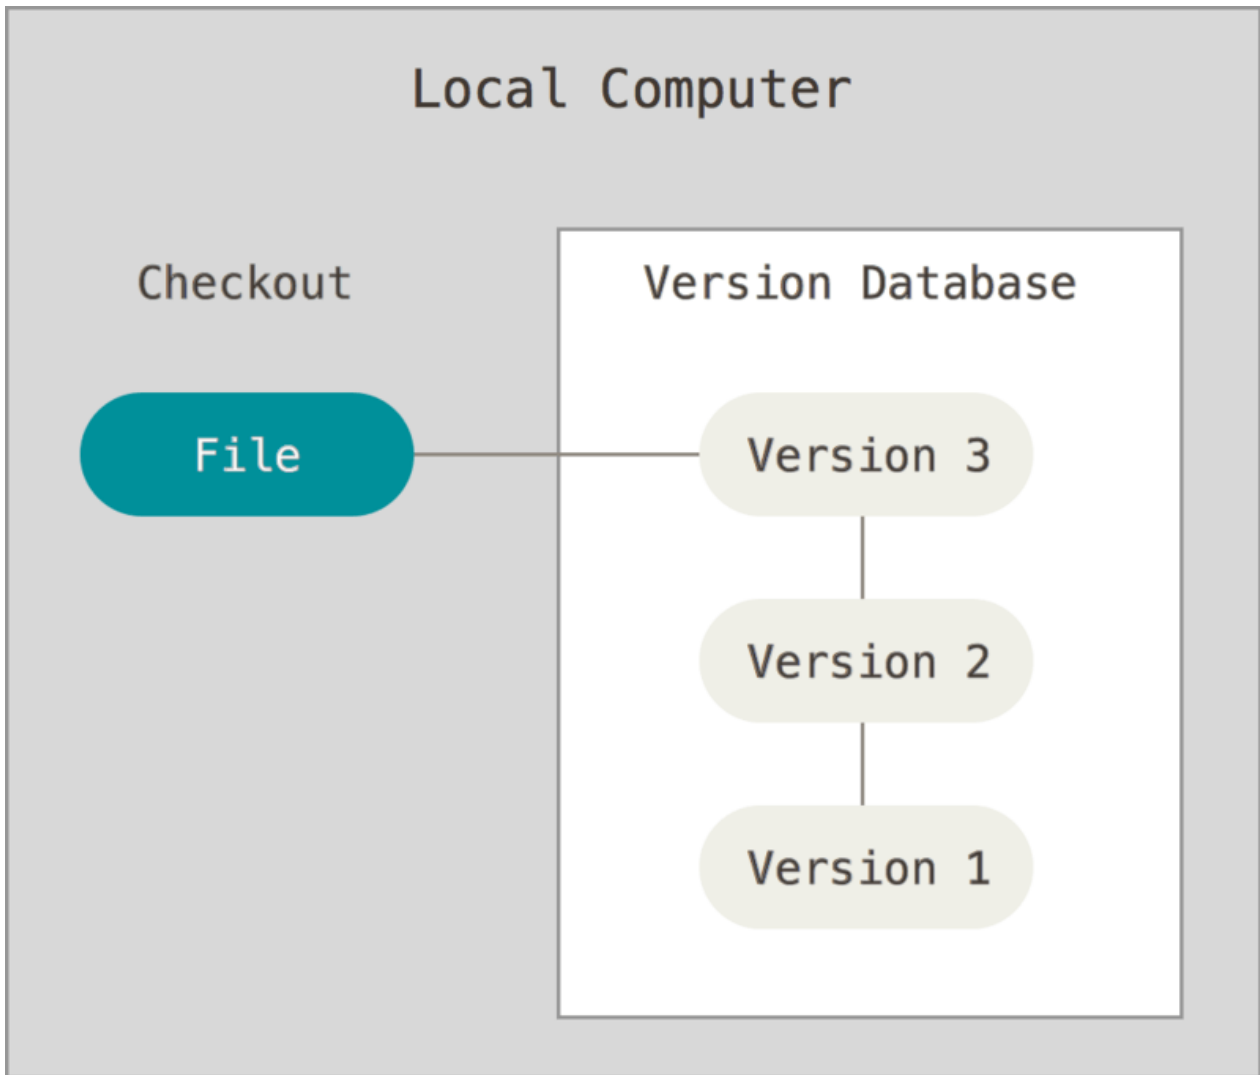 Local Computer
Checkout
Version Database
File
Version 3
Version 2
Version 1